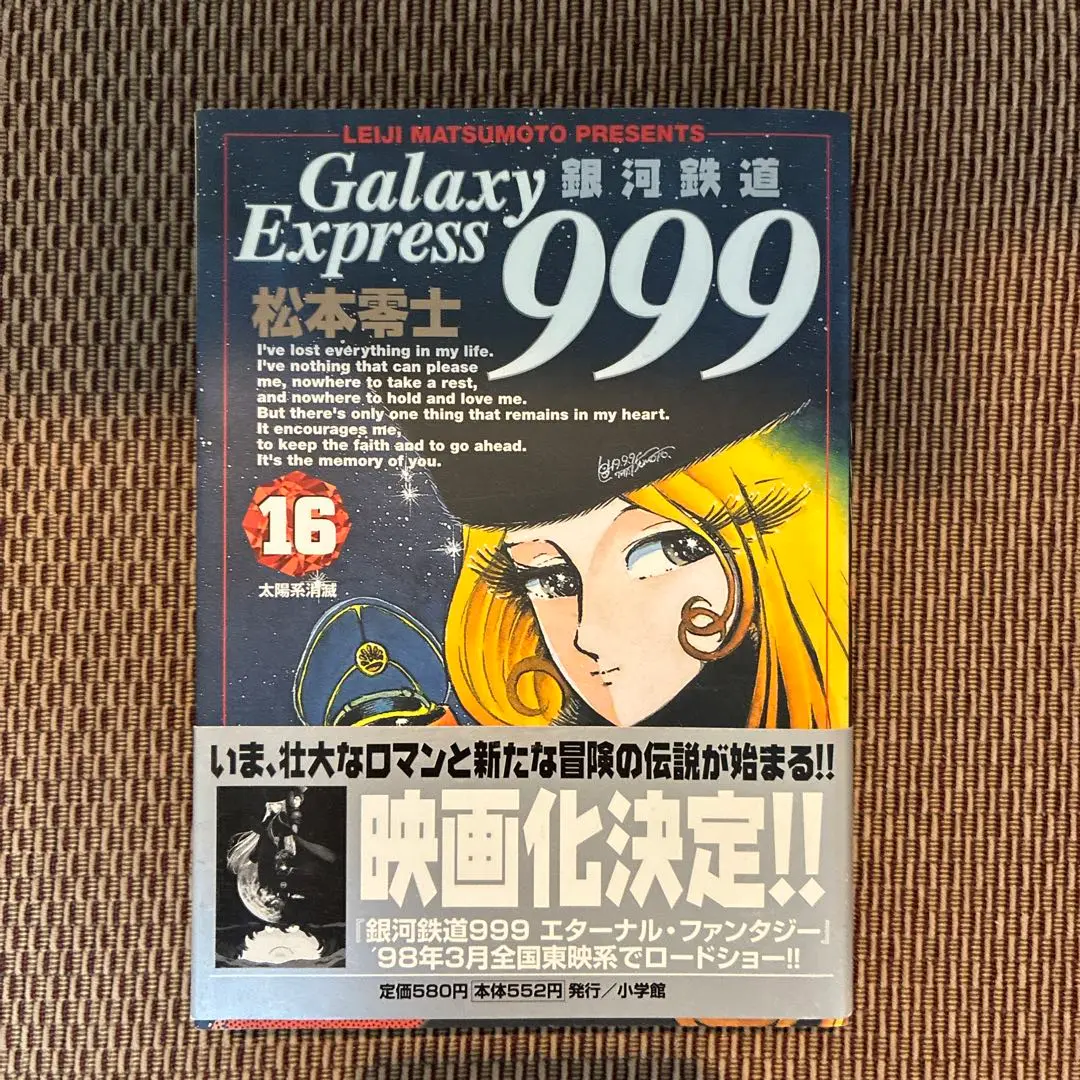 LEIJI MATSUMOTO PRESENTS
Galaxy
Express
銀河鉄道
999
松本零士
I've lost everything in my life.
I've nothing that can please
me, nowhere to take a rest,
and nowhere to hold and love me.
But there's only one thing that remains in my heart.
It encourages me,
to keep the faith and to go ahead.
It's the memory of you.
16
太陽系消滅
いま、壮大なロマンと新たな冒険の伝説が始まる!!
映画化決定!!
『銀河鉄道999 エターナル・ファンタジー』
'98年3月全国東映系でロードショー!!
定価580円 本体552円 発行／小学館